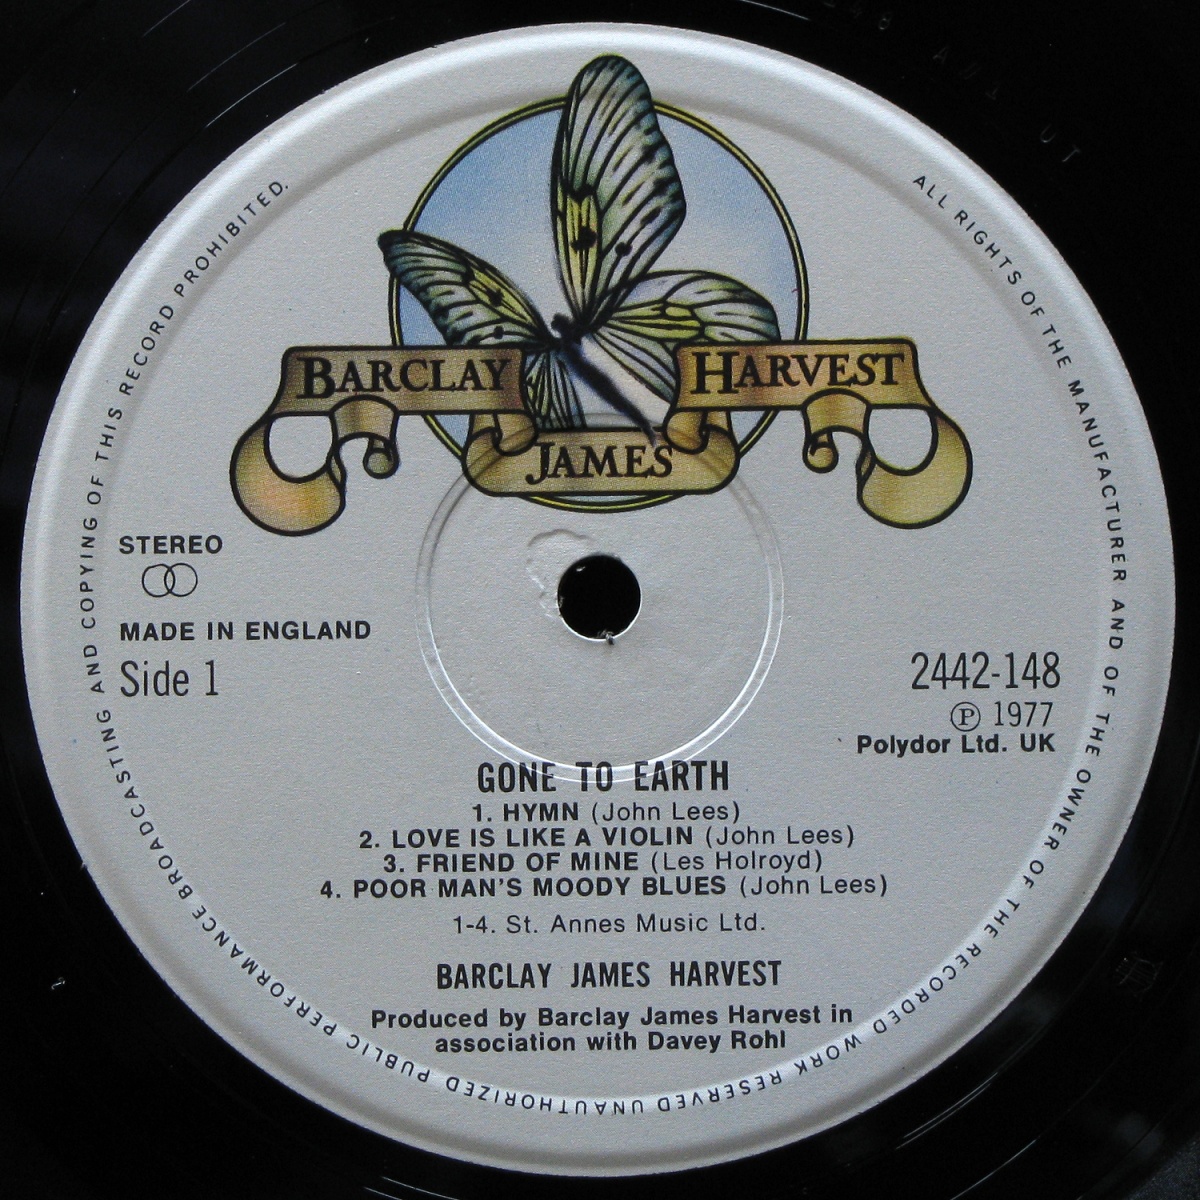 BARCLAY
JAMES
HARVEST
STEREO
MADE IN ENGLAND
Side 1
2442-148
Ⓟ 1977
Polydor Ltd. UK
GONE TO EARTH
1. HYMN (John Lees)
2. LOVE IS LIKE A VIOLIN (John Lees)
3. FRIEND OF MINE (Les Holroyd)
4. POOR MAN'S MOODY BLUES (John Lees)
1-4. St. Annes Music Ltd.
BARCLAY JAMES HARVEST
Produced by Barclay James Harvest in
association with Davey Rohl
ALL RIGHTS OF THE MANUFACTURER AND OF THE OWNER OF THE RECORDED WORK RESERVED UNAUTHORIZED PUBLIC PERFORMANCE BROADCASTING AND COPYING OF THIS RECORD PROHIBITED.